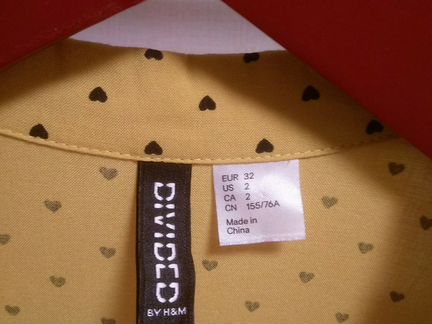 DIVIDED
BY H&M
EUR 32
US 2
CA 2
CN 155/76A
Made in
China